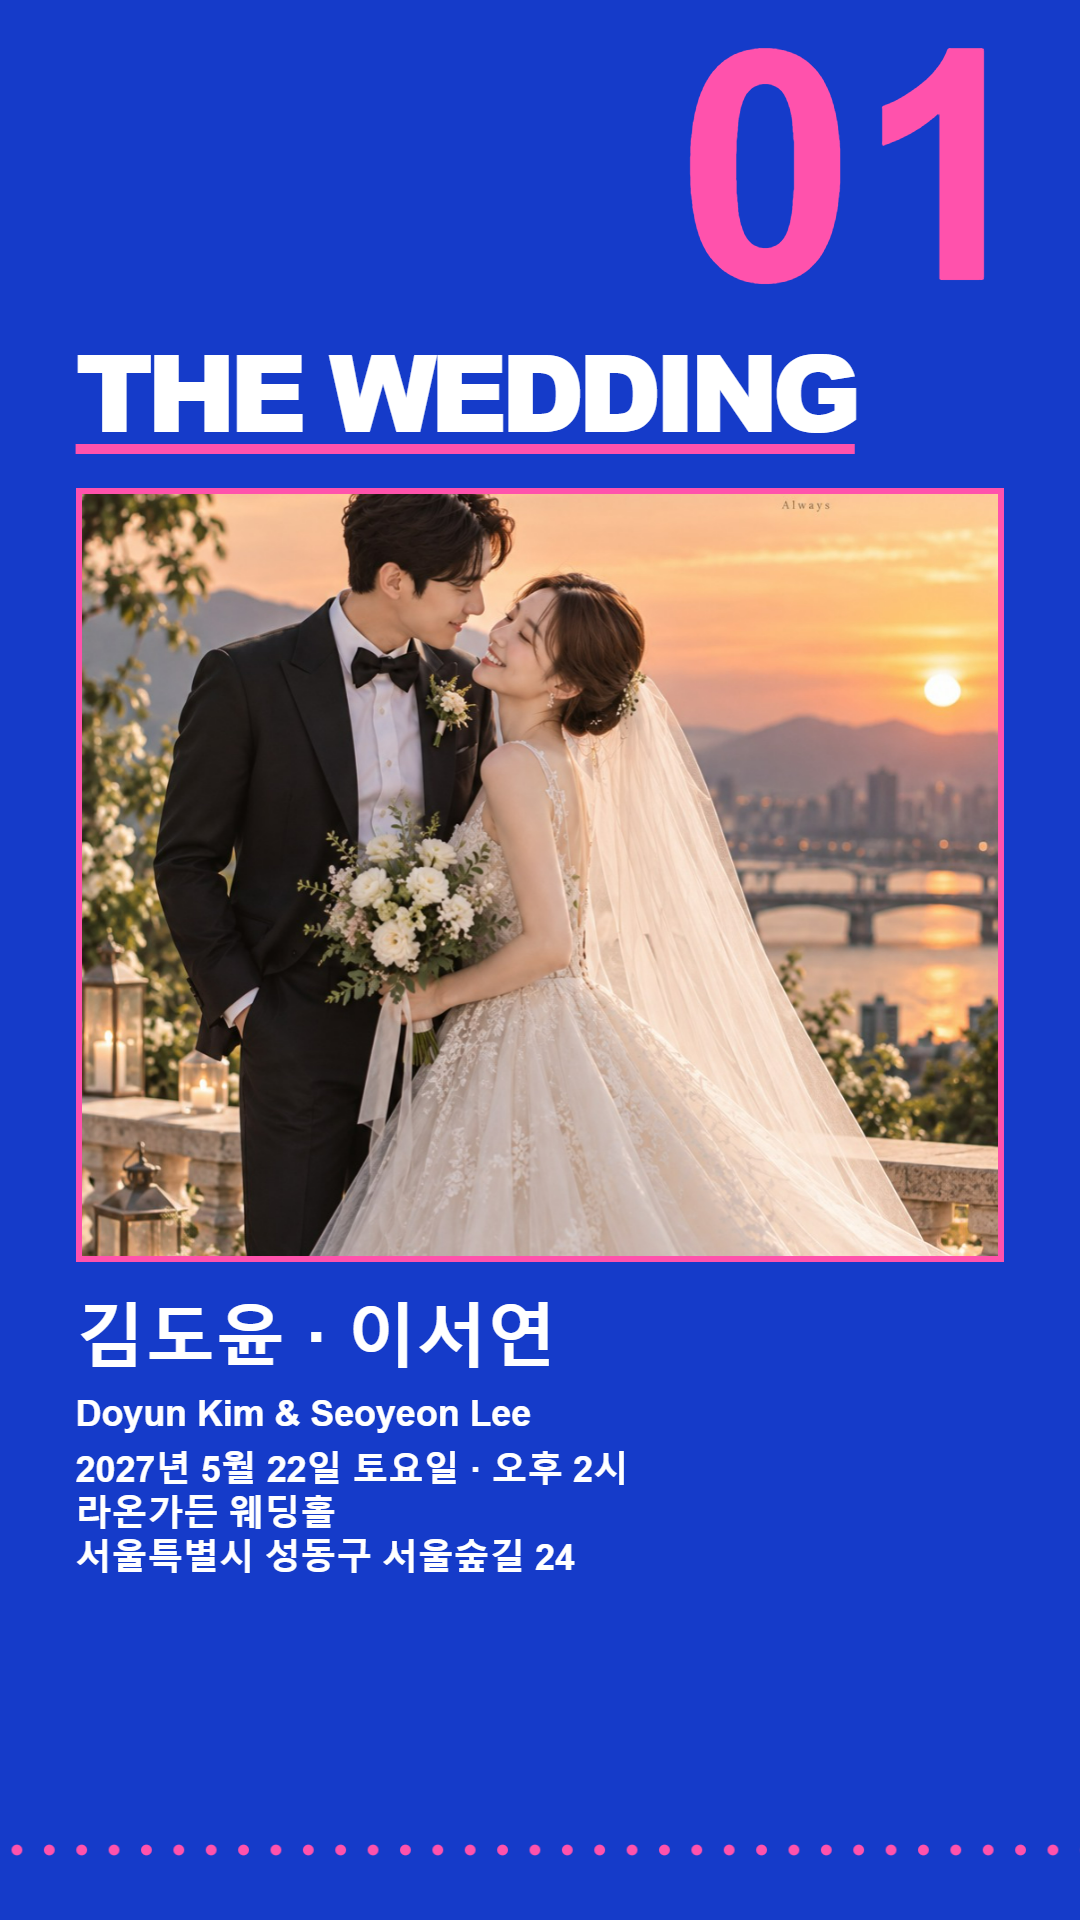 01
THE WEDDING
Always
김도윤 · 이서연
Doyun Kim & Seoyeon Lee
2027년 5월 22일 토요일 · 오후 2시
라온가든 웨딩홀
서울특별시 성동구 서울숲길 24